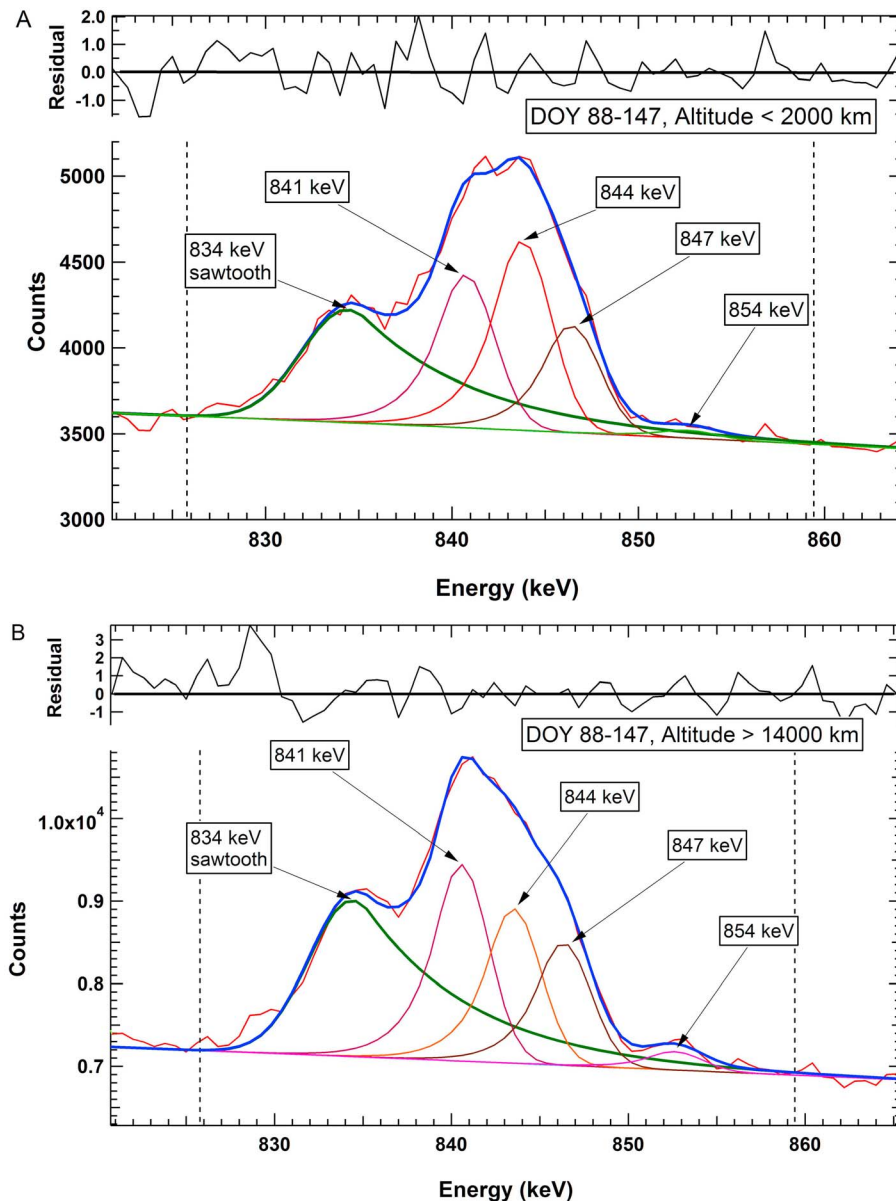 A
Residual
2.0
1.0
0.0
-1.0
DOY 88-147, Altitude < 2000 km
841 keV
844 keV
834 keV
sawtooth
847 keV
854 keV
Counts
5000
4500
4000
3500
3000
830
840
850
860
Energy (keV)
B
Residual
3
2
1
0
-1
DOY 88-147, Altitude > 14000 km
841 keV
844 keV
834 keV
sawtooth
847 keV
854 keV
Counts
1.0x10⁴
0.9
0.8
0.7
830
840
850
860
Energy (keV)